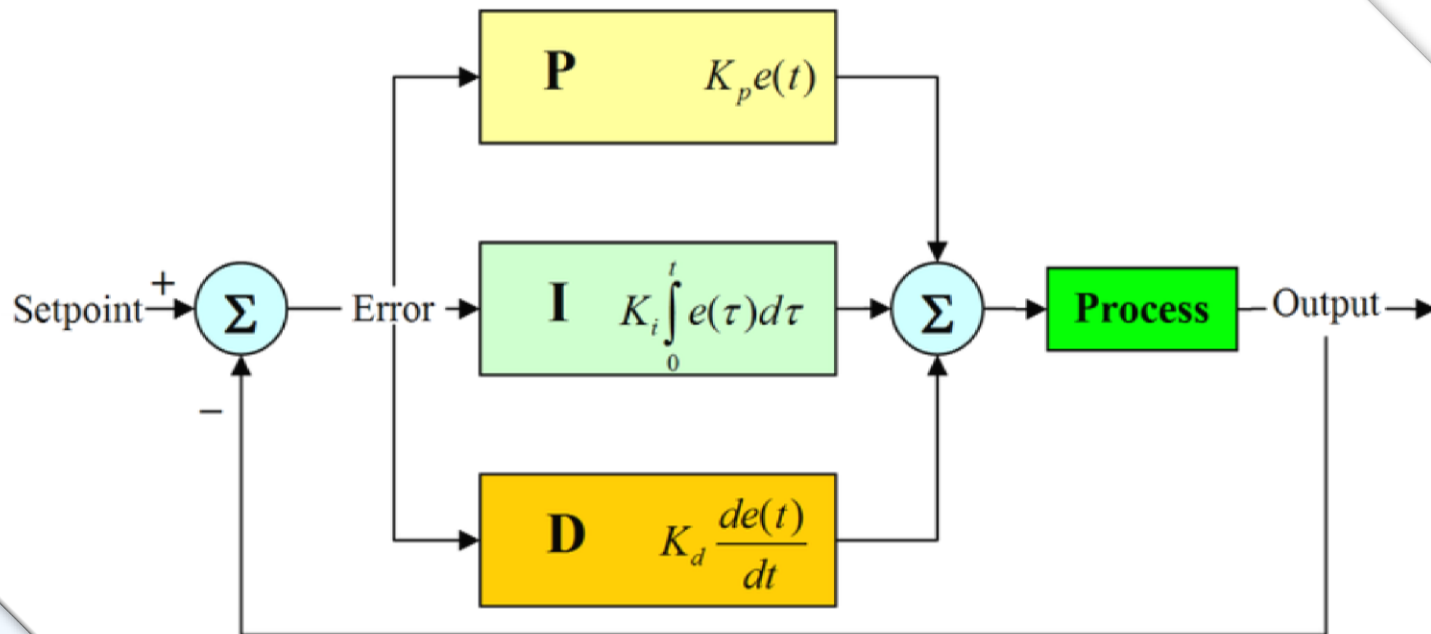 P K_p e(t)
Setpoint + Σ Error I K_i ∫_0^t e(τ)dτ Σ Process Output
−
D K_d de(t)/dt